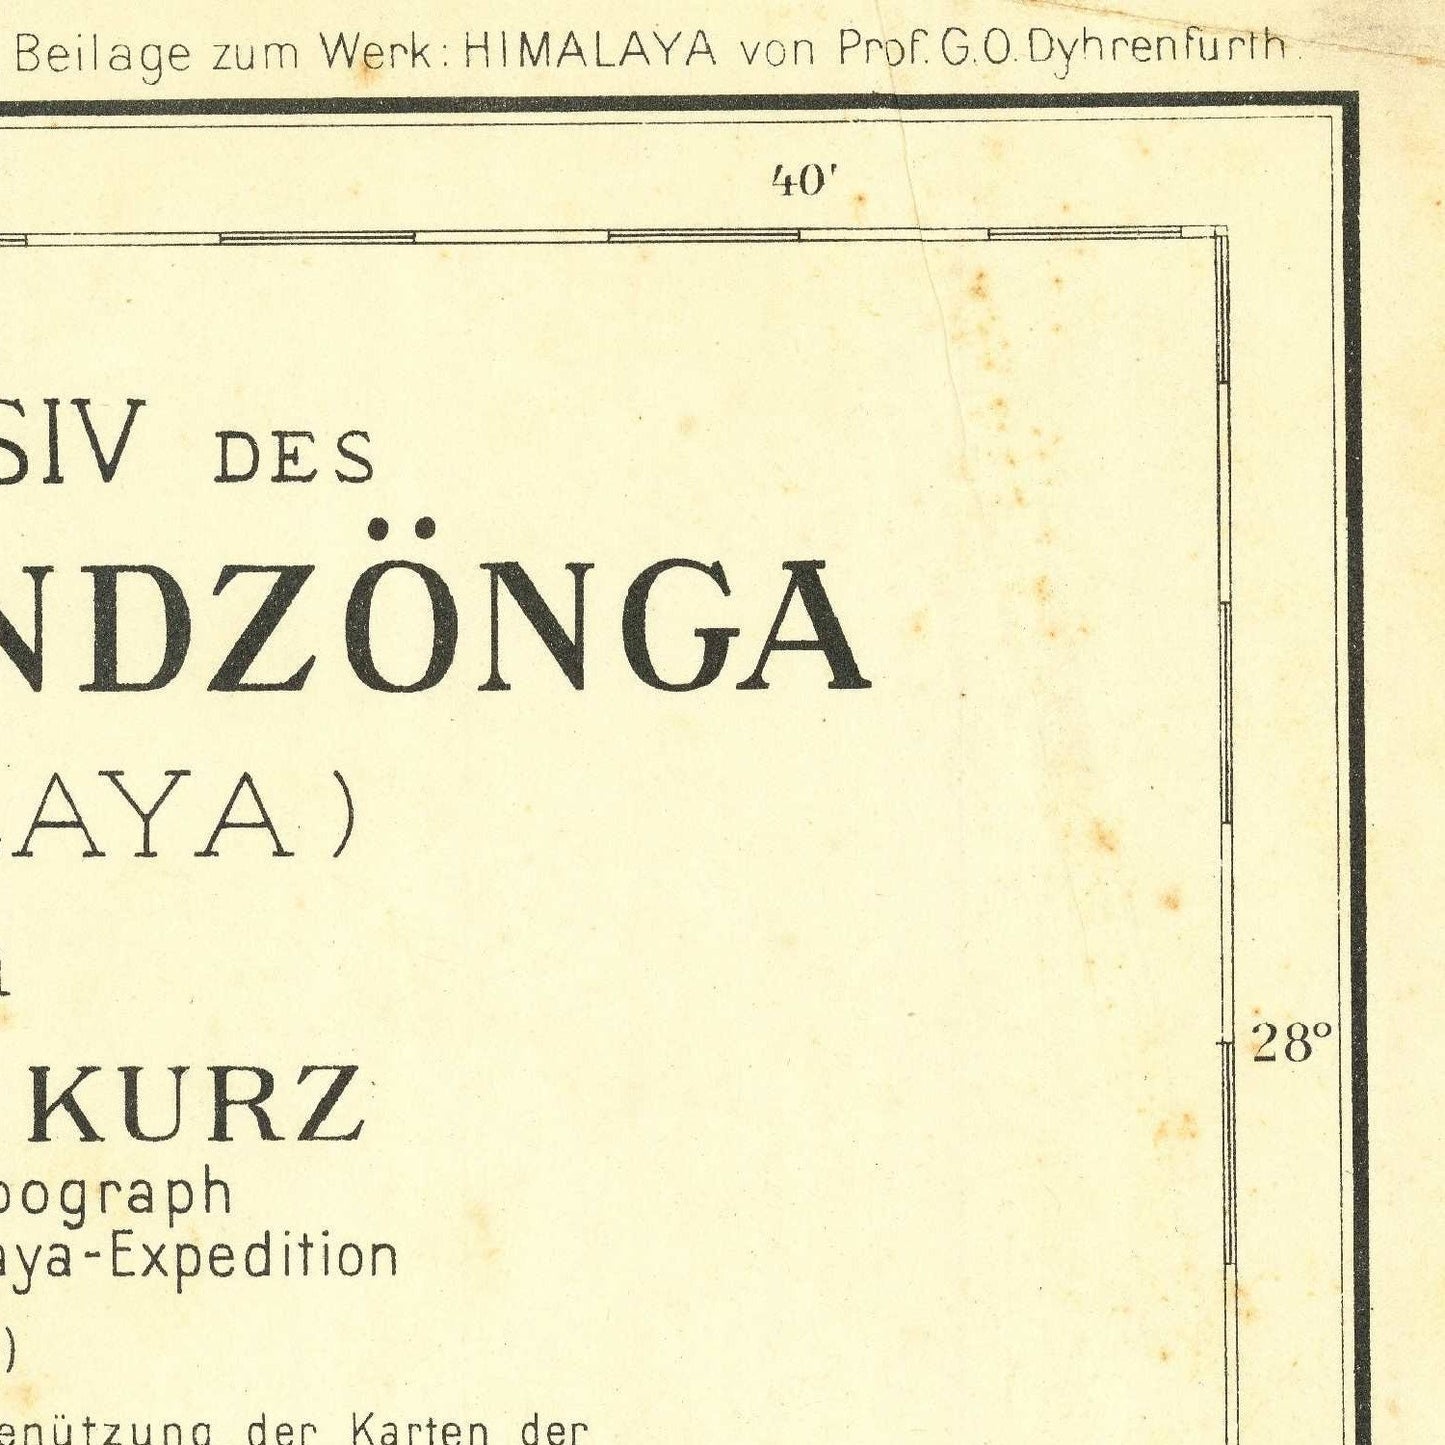 Beilage zum Werk: HIMALAYA von Prof. G.O. Dyhrenfurth.
40'
SIV DES
NDZÖNGA
AYA)
28°
KURZ
pograph
aya-Expedition
)
enützung der Karten der